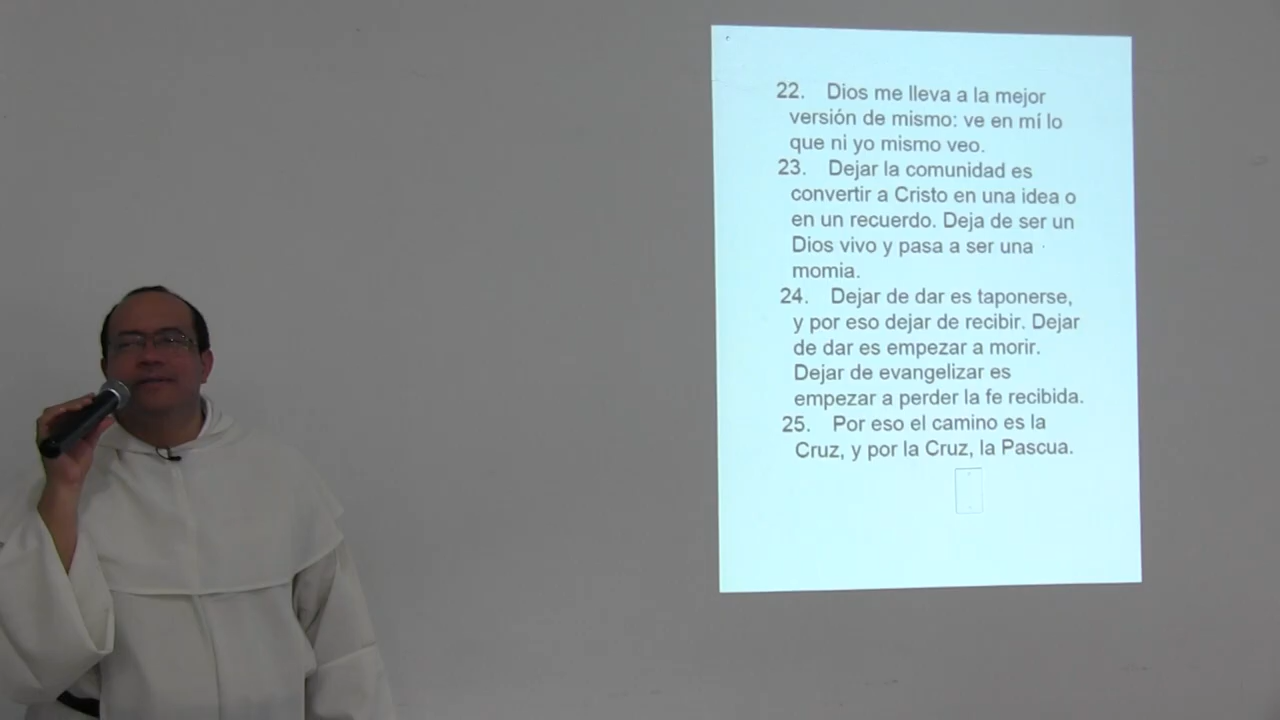 22. Dios me lleva a la mejor
versión de mismo: ve en mí lo
que ni yo mismo veo.
23. Dejar la comunidad es
convertir a Cristo en una idea o
en un recuerdo. Deja de ser un
Dios vivo y pasa a ser una
momia.
24. Dejar de dar es taponerse,
y por eso dejar de recibir. Dejar
de dar es empezar a morir.
Dejar de evangelizar es
empezar a perder la fe recibida.
25. Por eso el camino es la
Cruz, y por la Cruz, la Pascua.